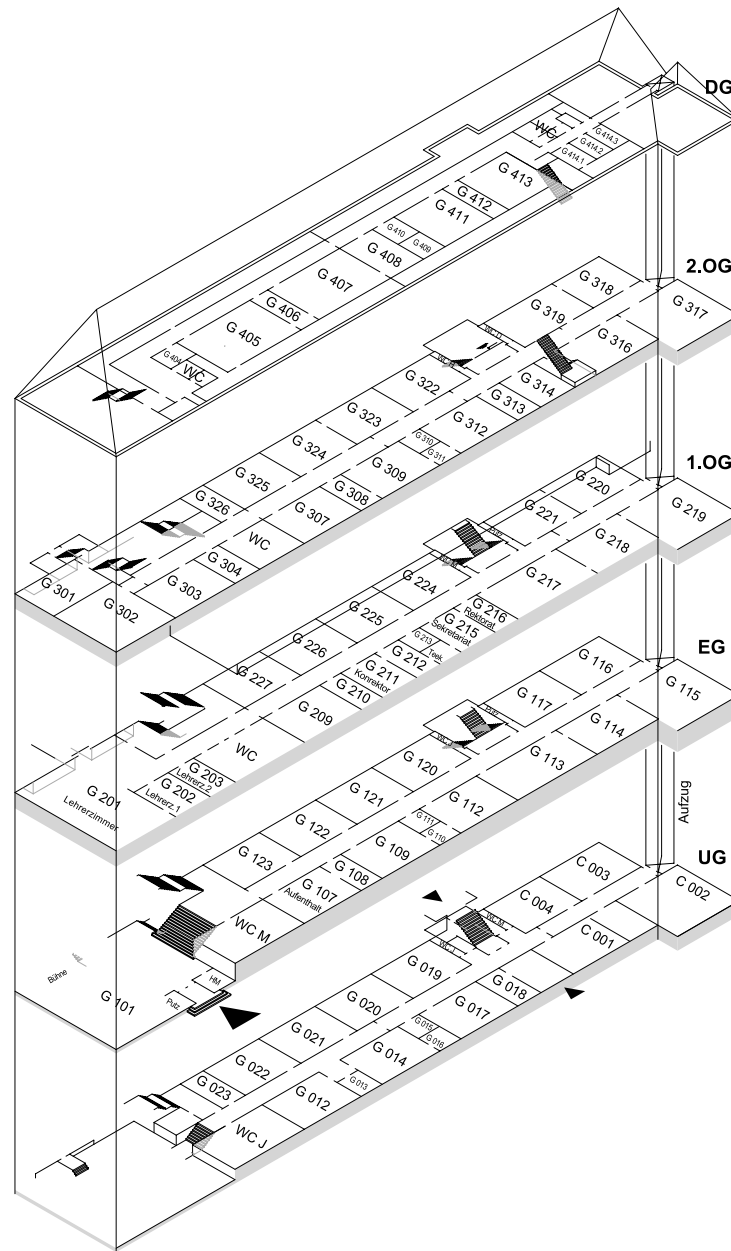 DG
WC
G 414.3
G 414.2
G 414.1
G 413
G 412
G 411
G 410
G 409
G 408
G 407
G 406
G 405
G 404
WC
2.OG
G 318
G 317
G 319
G 316
G 314
G 313
G 322
G 312
G 310
G 311
G 323
G 309
G 324
G 308
G 325
G 307
G 326
WC
G 304
G 303
G 301
G 302
1.OG
G 220
G 219
G 221
G 218
G 217
G 224
G 216
Rektorat
G 215
Sekretariat
G 213
Teek.
G 212
G 225
G 211
Konrektor
G 210
G 226
G 209
G 227
WC
G 203
Lehrerz.2
G 202
Lehrerz.1
G 201
Lehrerzimmer
EG
G 116
G 115
G 117
G 114
G 113
G 120
G 112
G 111
G 110
G 121
G 109
G 122
G 108
G 107
Aufenthalt
G 123
WC M
HM
Putz
Bühne
G 101
Aufzug
UG
C 003
C 002
C 004
C 001
WC M
WC J
G 019
G 018
G 017
G 015
G 016
G 020
G 014
G 013
G 021
G 012
G 022
G 023
WC J